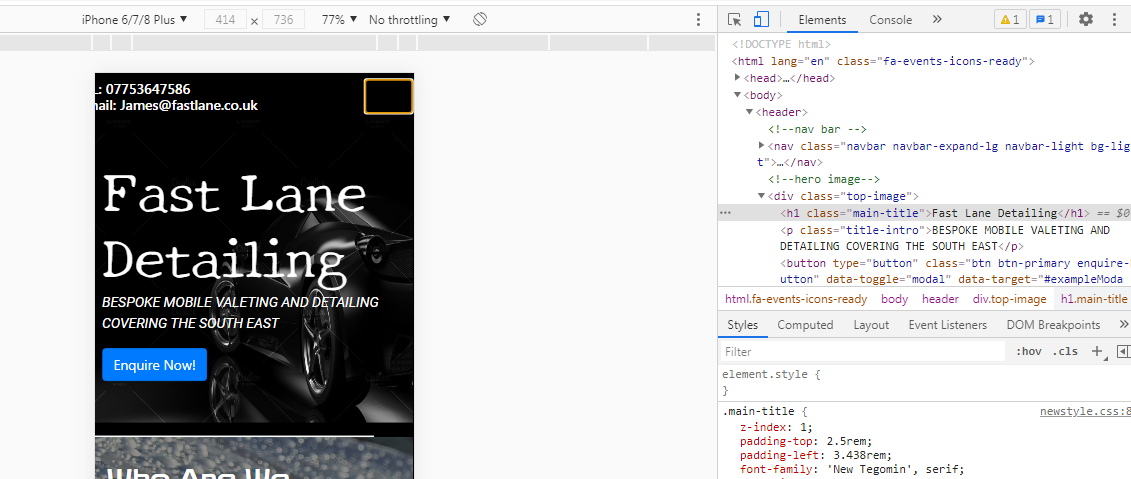 iPhone 6/7/8 Plus ▼ 414 × 736 77% ▼ No throttling ▼
Elements Console » 1 1
<!DOCTYPE html>
<html lang="en" class="fa-events-icons-ready">
<head>…</head>
<body>
<header>
<!--nav bar -->
<nav class="navbar navbar-expand-lg navbar-light bg-lig
t">…</nav>
<!--hero image-->
<div class="top-image">
<h1 class="main-title">Fast Lane Detailing</h1> == $0
<p class="title-intro">BESPOKE MOBILE VALETING AND
DETAILING COVERING THE SOUTH EAST</p>
<button type="button" class="btn btn-primary enquire-b
utton" data-toggle="modal" data-target="#exampleModa
html.fa-events-icons-ready body header div.top-image h1.main-title
Styles Computed Layout Event Listeners DOM Breakpoints »
Filter :hov .cls +
element.style {
}
.main-title { newstyle.css:8
z-index: 1;
padding-top: 2.5rem;
padding-left: 3.438rem;
font-family: 'New Tegomin', serif;
L: 07753647586
mail: James@fastlane.co.uk
Fast Lane
Detailing
BESPOKE MOBILE VALETING AND DETAILING
COVERING THE SOUTH EAST
Enquire Now!
Who Are We